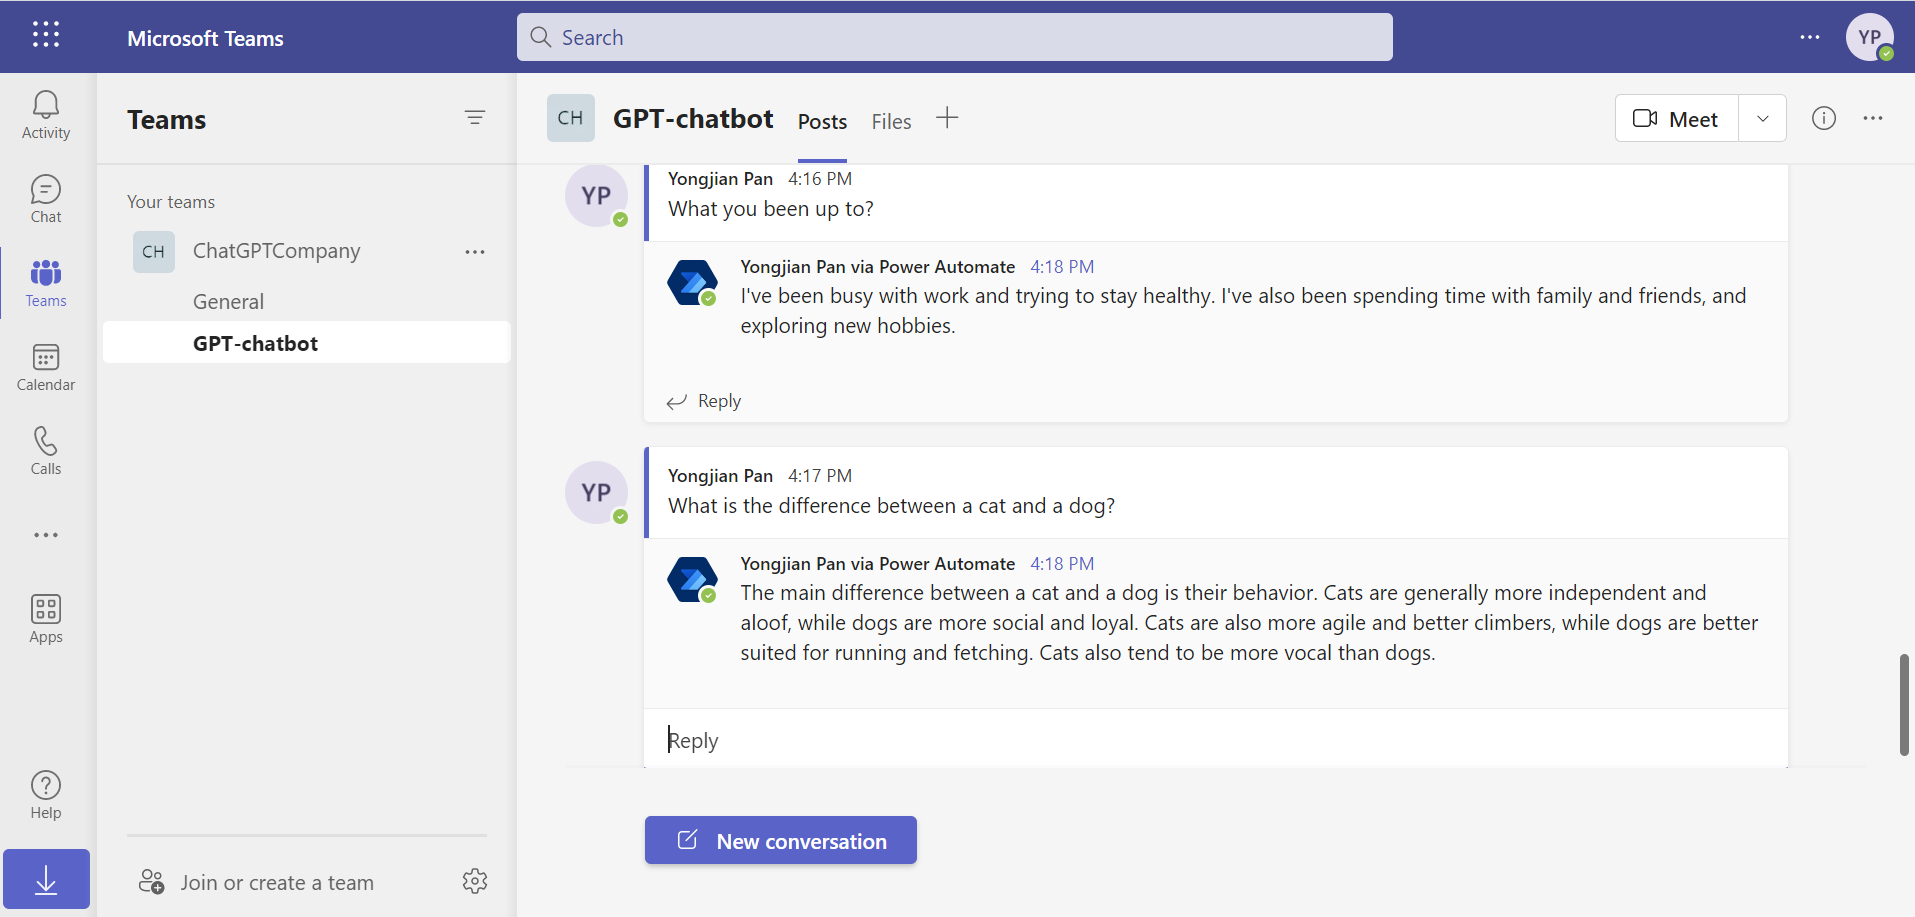 Microsoft Teams
Search
YP
Activity
Chat
Teams
Calendar
Calls
Apps
Help
Teams
Your teams
CH
ChatGPTCompany
General
GPT-chatbot
Join or create a team
CH
GPT-chatbot
Posts
Files
Meet
YP
Yongjian Pan 4:16 PM
What you been up to?
Yongjian Pan via Power Automate 4:18 PM
I've been busy with work and trying to stay healthy. I've also been spending time with family and friends, and
exploring new hobbies.
Reply
YP
Yongjian Pan 4:17 PM
What is the difference between a cat and a dog?
Yongjian Pan via Power Automate 4:18 PM
The main difference between a cat and a dog is their behavior. Cats are generally more independent and
aloof, while dogs are more social and loyal. Cats are also more agile and better climbers, while dogs are better
suited for running and fetching. Cats also tend to be more vocal than dogs.
Reply
New conversation